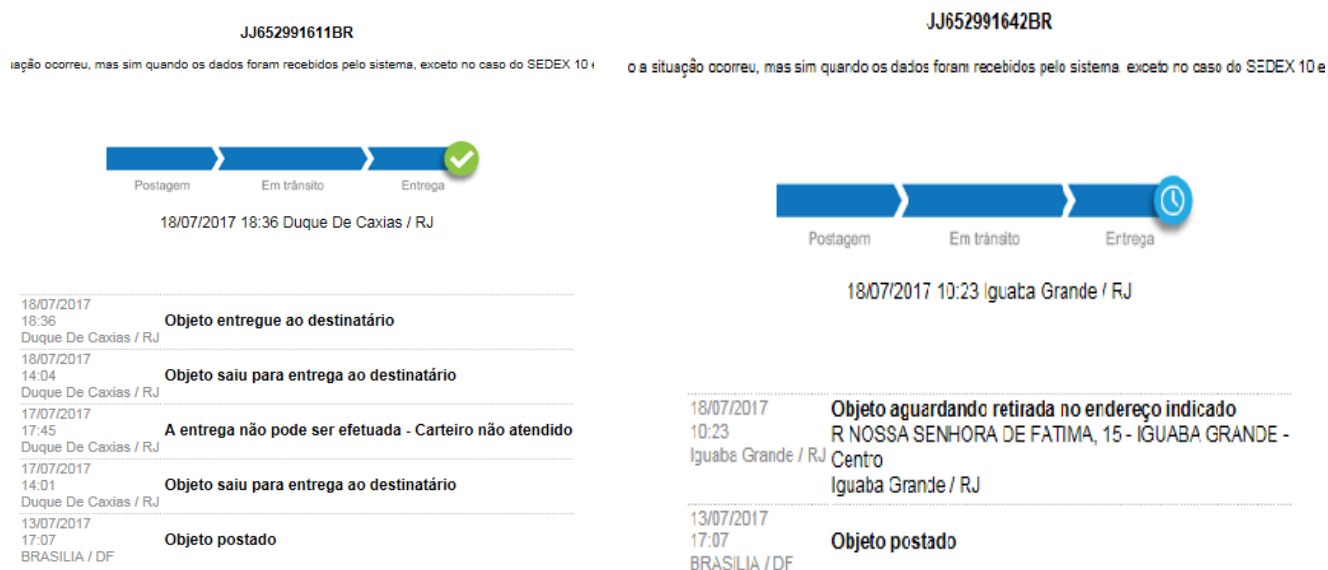 JJ652991611BR
ação ocorreu, mas sim quando os dados foram recebidos pelo sistema, exceto no caso do SEDEX 10
Postagem Em trânsito Entrega
18/07/2017 18:36 Duque De Caxias / RJ
18/07/2017
18:36
Duque De Caxias / RJ
Objeto entregue ao destinatário
18/07/2017
14:04
Duque De Caxias / RJ
Objeto saiu para entrega ao destinatário
17/07/2017
17:45
Duque De Caxias / RJ
A entrega não pode ser efetuada - Carteiro não atendido
17/07/2017
14:01
Duque De Caxias / RJ
Objeto saiu para entrega ao destinatário
13/07/2017
17:07
BRASILIA / DF
Objeto postado
JJ652991642BR
o a situação ocorreu, mas sim quando os dados foram recebidos pelo sistema, exceto no caso do SEDEX 10 e
Postagem Em trânsito Entrega
18/07/2017 10:23 Iguaba Grande / RJ
18/07/2017
10:23
Iguaba Grande / RJ
Objeto aguardando retirada no endereço indicado
R NOSSA SENHORA DE FATIMA, 15 - IGUABA GRANDE -
Centro
Iguaba Grande / RJ
13/07/2017
17:07
BRASILIA / DF
Objeto postado